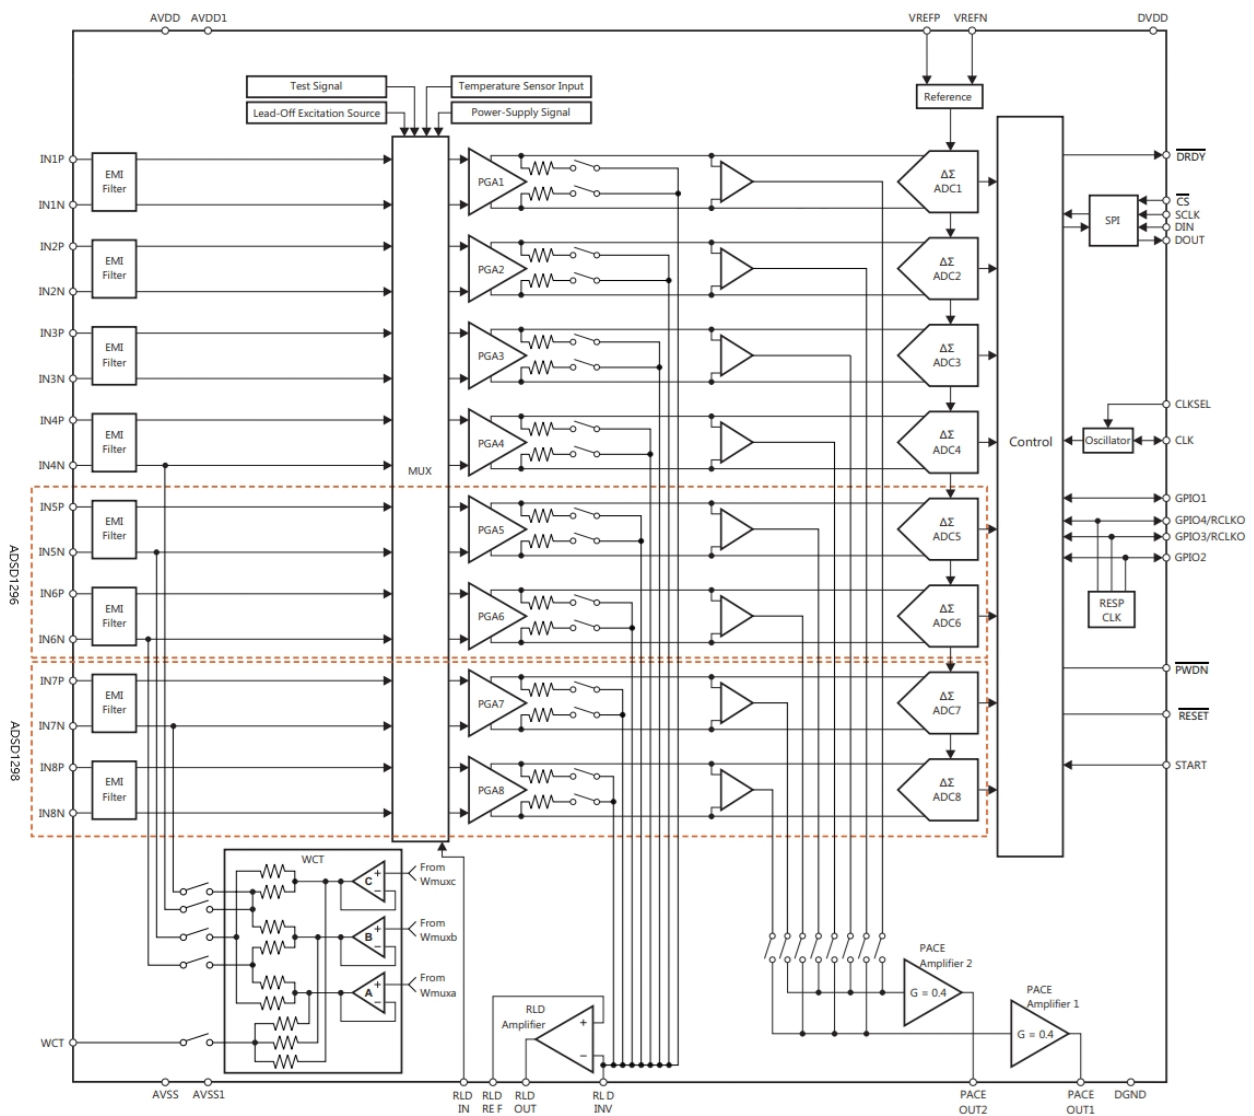 AVDD AVDD1 VREFP VREFN DVDD
Test Signal
Temperature Sensor Input
Lead-Off Excitation Source
Power-Supply Signal
Reference
IN1P
EMI
Filter
IN1N
PGA1
ΔΣ
ADC1
DRDY
CS
SCLK
DIN
DOUT
SPI
IN2P
EMI
Filter
IN2N
PGA2
ΔΣ
ADC2
IN3P
EMI
Filter
IN3N
PGA3
ΔΣ
ADC3
IN4P
EMI
Filter
IN4N
MUX
PGA4
ΔΣ
ADC4
Control
CLKSEL
Oscillator
CLK
ADSD1296
IN5P
EMI
Filter
IN5N
PGA5
ΔΣ
ADC5
GPIO1
GPIO4/RCLKO
GPIO3/RCLKO
GPIO2
IN6P
EMI
Filter
IN6N
PGA6
ΔΣ
ADC6
RESP
CLK
ADSD1298
IN7P
EMI
Filter
IN7N
PGA7
ΔΣ
ADC7
PWDN
RESET
IN8P
EMI
Filter
IN8N
PGA8
ΔΣ
ADC8
START
WCT
C
+
−
From
Wmuxc
B
+
−
From
Wmuxb
A
+
−
From
Wmuxa
WCT
RLD
Amplifier
+
−
PACE
Amplifier 2
G = 0.4
PACE
Amplifier 1
G = 0.4
AVSS AVSS1
RLD
IN
RLD
REF
RLD
OUT
RLD
INV
PACE
OUT2
PACE
OUT1
DGND